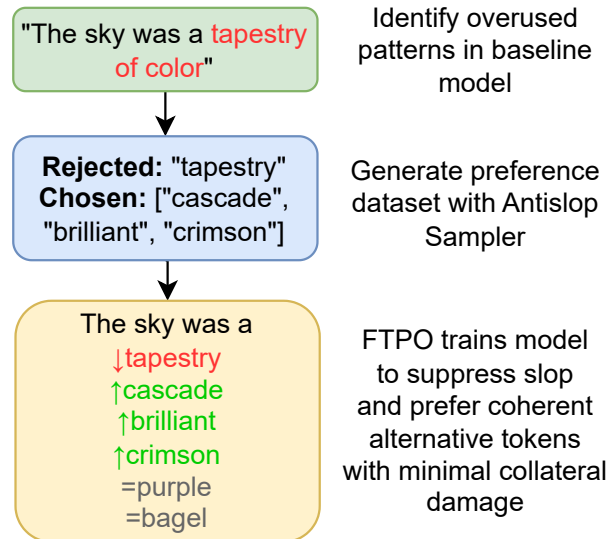 "The sky was a tapestry
of color"
Identify overused
patterns in baseline
model
Rejected: "tapestry"
Chosen: ["cascade",
"brilliant", "crimson"]
Generate preference
dataset with Antislop
Sampler
The sky was a
↓tapestry
↑cascade
↑brilliant
↑crimson
=purple
=bagel
FTPO trains model
to suppress slop
and prefer coherent
alternative tokens
with minimal collateral
damage